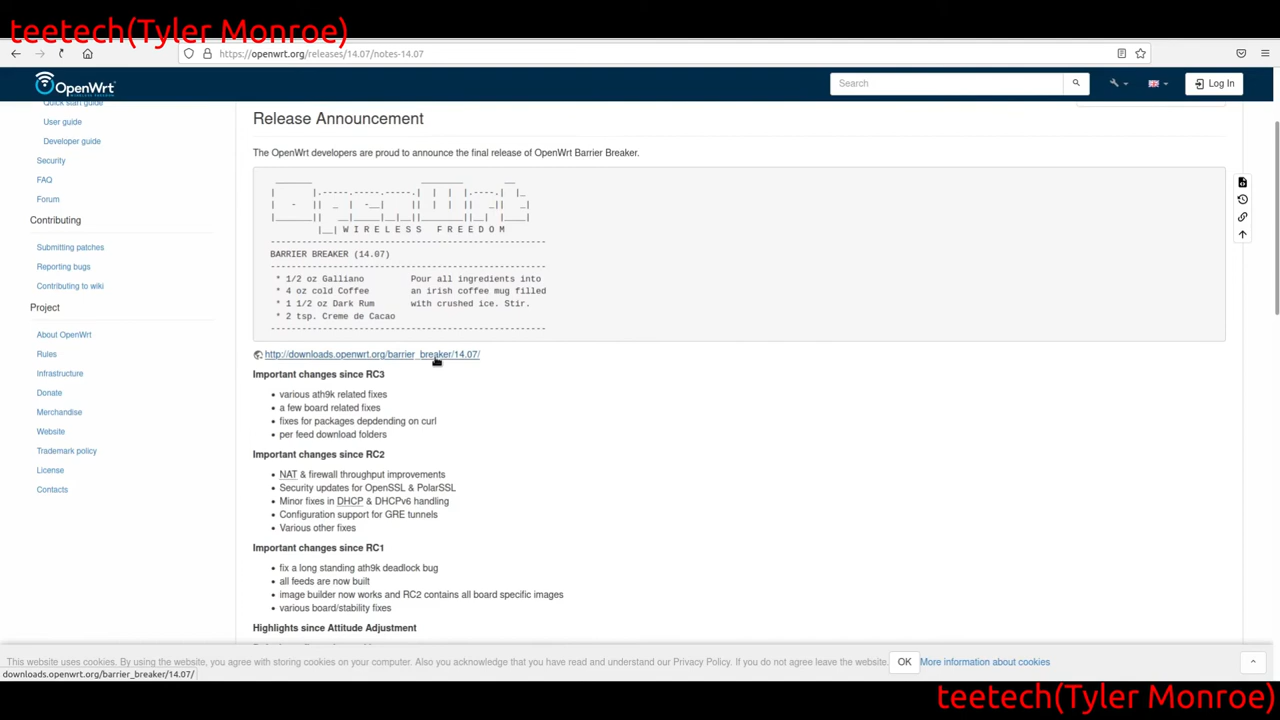 teetech(Tyler Monroe)
https://openwrt.org/releases/14.07/notes-14.07
OpenWrt
WIRELESS FREEDOM
Search
Log In
Quick start guide
User guide
Developer guide
Security
FAQ
Forum
Contributing
Submitting patches
Reporting bugs
Contributing to wiki
Project
About OpenWrt
Rules
Infrastructure
Donate
Merchandise
Website
Trademark policy
License
Contacts
Release Announcement
The OpenWrt developers are proud to announce the final release of OpenWrt Barrier Breaker.
W I R E L E S S   F R E E D O M
-----------------------------------------------------
BARRIER BREAKER (14.07)
-----------------------------------------------------
* 1/2 oz Galliano         Pour all ingredients into
* 4 oz cold Coffee        an irish coffee mug filled
* 1 1/2 oz Dark Rum       with crushed ice. Stir.
* 2 tsp. Creme de Cacao
-----------------------------------------------------
http://downloads.openwrt.org/barrier_breaker/14.07/
Important changes since RC3
• various ath9k related fixes
• a few board related fixes
• fixes for packages depdending on curl
• per feed download folders
Important changes since RC2
• NAT & firewall throughput improvements
• Security updates for OpenSSL & PolarSSL
• Minor fixes in DHCP & DHCPv6 handling
• Configuration support for GRE tunnels
• Various other fixes
Important changes since RC1
• fix a long standing ath9k deadlock bug
• all feeds are now built
• image builder now works and RC2 contains all board specific images
• various board/stability fixes
Highlights since Attitude Adjustment
This website uses cookies. By using the website, you agree with storing cookies on your computer. Also you acknowledge that you have read and understand our Privacy Policy. If you do not agree leave the website. OK More information about cookies
downloads.openwrt.org/barrier_breaker/14.07/
teetech(Tyler Monroe)